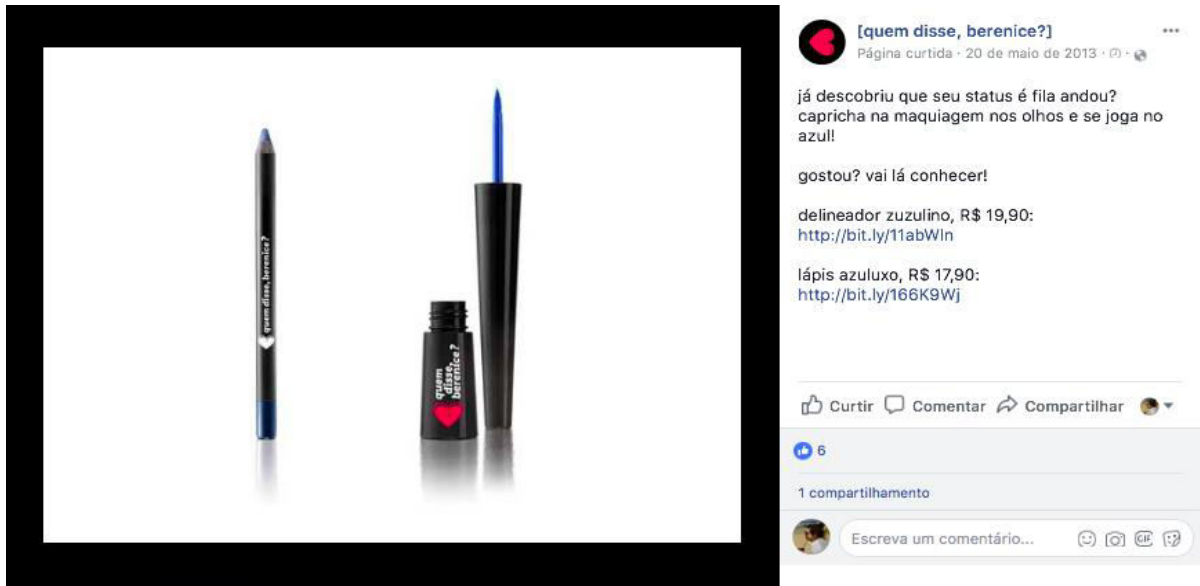 quem disse, berenice?
quem
disse,
berenice?
[quem disse, berenice?]
Página curtida · 20 de maio de 2013 ·
já descobriu que seu status é fila andou?
capricha na maquiagem nos olhos e se joga no
azul!
gostou? vai lá conhecer!
delineador zuzulino, R$ 19,90:
http://bit.ly/11abWIn
lápis azuluxo, R$ 17,90:
http://bit.ly/166K9Wj
Curtir Comentar Compartilhar
6
1 compartilhamento
Escreva um comentário...
GIF